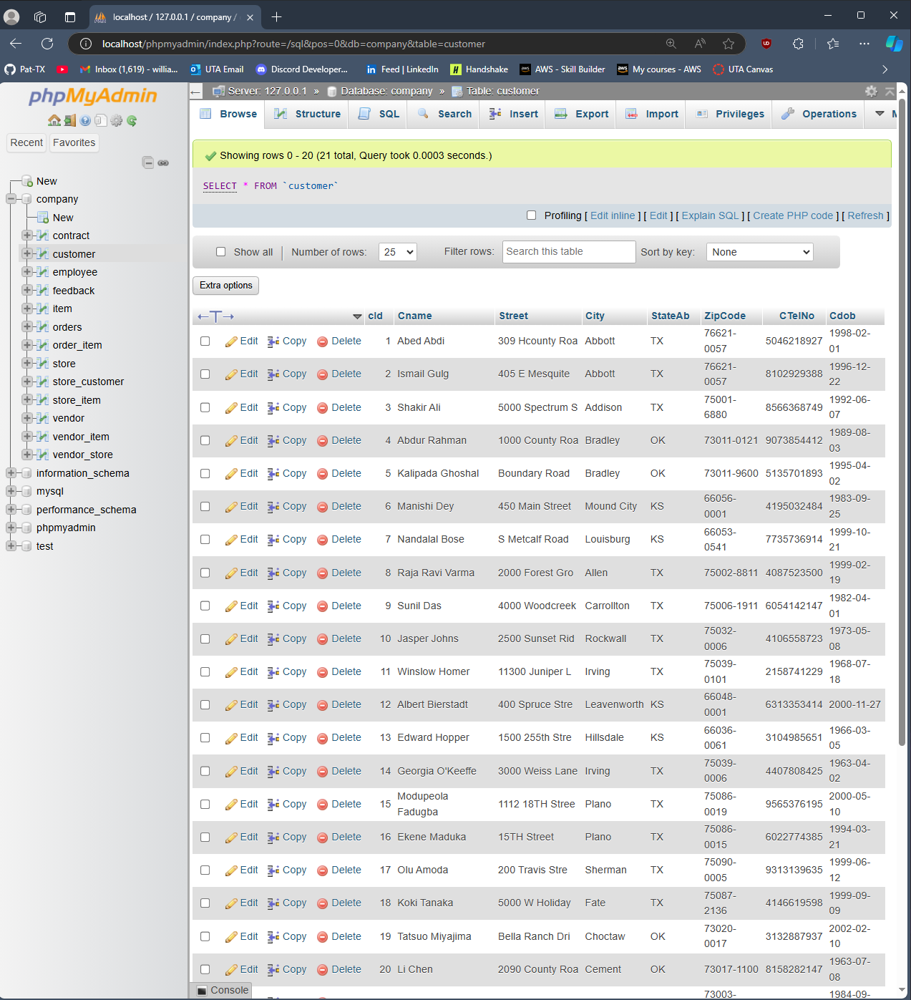 localhost / 127.0.0.1 / company /
localhost/phpmyadmin/index.php?route=/sql&pos=0&db=company&table=customer
Pat-TX
Inbox (1,619) - willia...
UTA Email
Discord Developer...
Feed | LinkedIn
Handshake
AWS - Skill Builder
My courses - AWS
UTA Canvas
phpMyAdmin
Recent
Favorites
New
company
New
contract
customer
employee
feedback
item
orders
order_item
store
store_customer
store_item
vendor
vendor_item
vendor_store
information_schema
mysql
performance_schema
phpmyadmin
test
Server: 127.0.0.1 » Database: company » Table: customer
Browse Structure SQL Search Insert Export Import Privileges Operations
Showing rows 0 - 20 (21 total, Query took 0.0003 seconds.)
SELECT * FROM `customer`
Profiling [ Edit inline ] [ Edit ] [ Explain SQL ] [ Create PHP code ] [ Refresh ]
Show all | Number of rows: 25 Filter rows: Search this table Sort by key: None
Extra options
←T→ cId Cname Street City StateAb ZipCode CTelNo Cdob
Edit Copy Delete 1 Abed Abdi 309 Hcounty Roa Abbott TX 76621-0057 5046218927 1998-02-01
Edit Copy Delete 2 Ismail Gulg 405 E Mesquite Abbott TX 76621-0057 8102929388 1996-12-22
Edit Copy Delete 3 Shakir Ali 5000 Spectrum S Addison TX 75001-6880 8566368749 1992-06-07
Edit Copy Delete 4 Abdur Rahman 1000 County Roa Bradley OK 73011-0121 9073854412 1989-08-03
Edit Copy Delete 5 Kalipada Ghoshal Boundary Road Bradley OK 73011-9600 5135701893 1995-04-02
Edit Copy Delete 6 Manishi Dey 450 Main Street Mound City KS 66056-0001 4195032484 1983-09-25
Edit Copy Delete 7 Nandalal Bose S Metcalf Road Louisburg KS 66053-0541 7735736914 1999-10-21
Edit Copy Delete 8 Raja Ravi Varma 2000 Forest Gro Allen TX 75002-8811 4087523500 1999-02-19
Edit Copy Delete 9 Sunil Das 4000 Woodcreek Carrollton TX 75006-1911 6054142147 1982-04-01
Edit Copy Delete 10 Jasper Johns 2500 Sunset Rid Rockwall TX 75032-0006 4106558723 1973-05-08
Edit Copy Delete 11 Winslow Homer 11300 Juniper L Irving TX 75039-0101 2158741229 1968-07-18
Edit Copy Delete 12 Albert Bierstadt 400 Spruce Stre Leavenworth KS 66048-0001 6313353414 2000-11-27
Edit Copy Delete 13 Edward Hopper 1500 255th Stre Hillsdale KS 66036-0061 3104985651 1966-03-05
Edit Copy Delete 14 Georgia O'Keeffe 3000 Weiss Lane Irving TX 75039-0006 4407808425 1963-04-02
Edit Copy Delete 15 Modupeola Fadugba 1112 18TH Stree Plano TX 75086-0019 9565376195 2000-05-10
Edit Copy Delete 16 Ekene Maduka 15TH Street Plano TX 75086-0015 6022774385 1994-03-21
Edit Copy Delete 17 Olu Amoda 200 Travis Stre Sherman TX 75090-0005 9313139635 1999-06-12
Edit Copy Delete 18 Koki Tanaka 5000 W Holiday Fate TX 75087-2136 4146619598 1999-09-09
Edit Copy Delete 19 Tatsuo Miyajima Bella Ranch Dri Choctaw OK 73020-0017 3132887937 2002-02-10
Edit Copy Delete 20 Li Chen 2090 County Roa Cement OK 73017-1100 8158282147 1963-07-08
73003- 1984-09-
Console